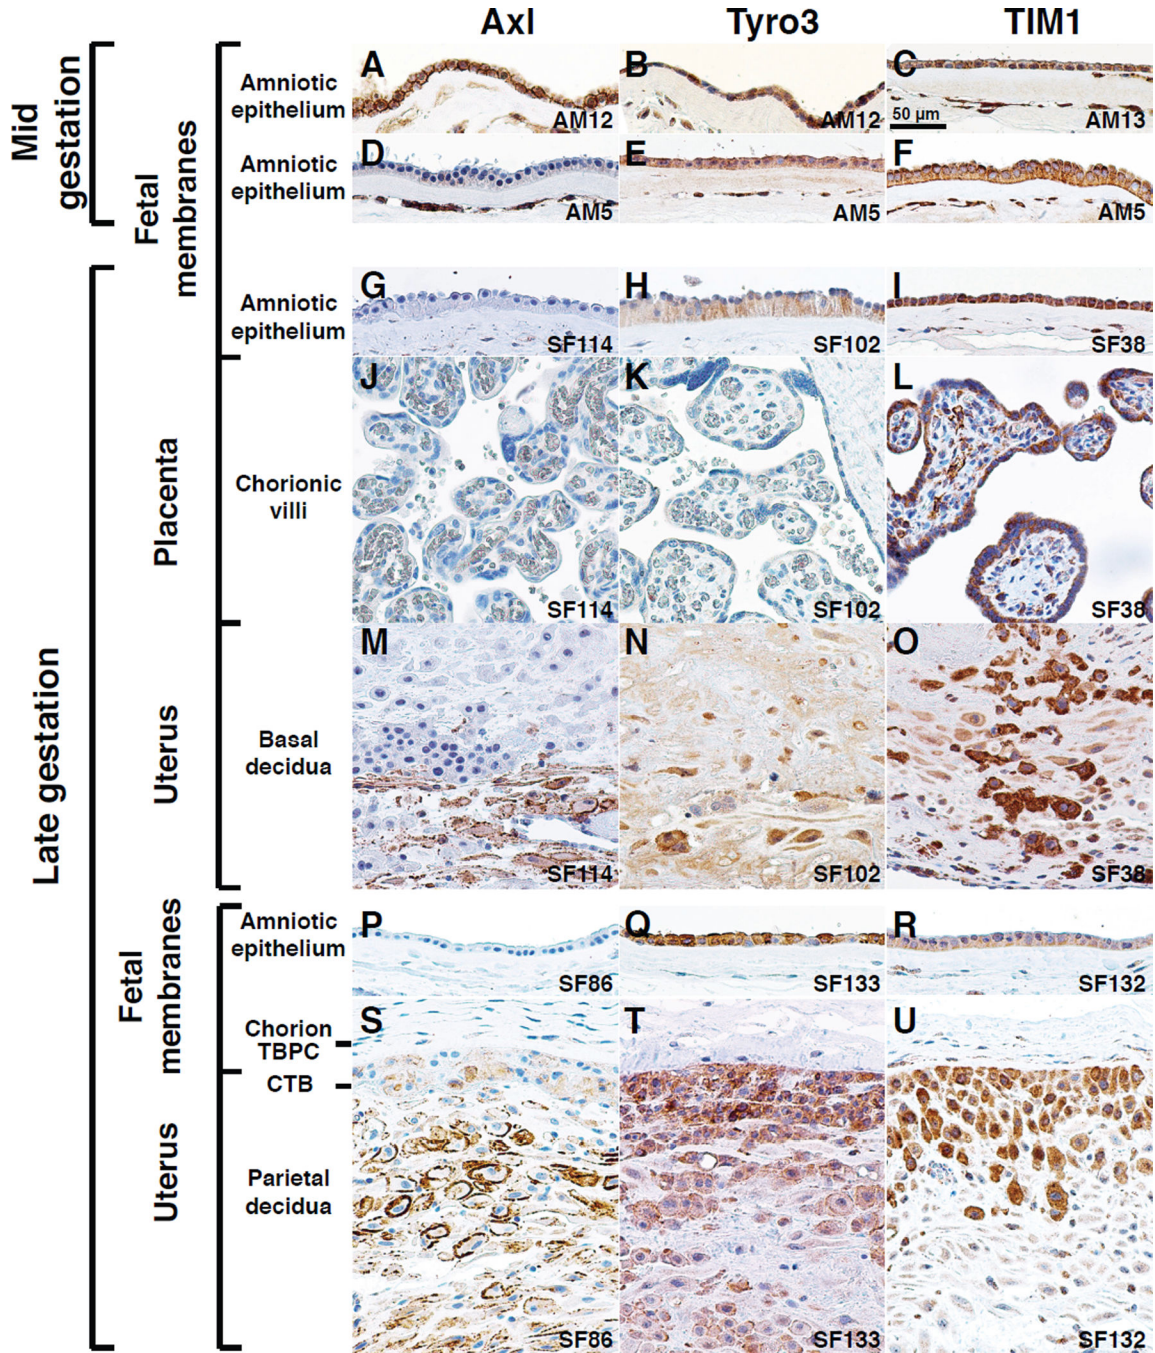 Axl Tyro3 TIM1
Mid
gestation
Fetal
membranes
Amniotic
epithelium
A
AM12
B
AM12
C
50 µm
AM13
Amniotic
epithelium
D
AM5
E
AM5
F
AM5
Late gestation
Amniotic
epithelium
G
SF114
H
SF102
I
SF38
Placenta
Chorionic
villi
J
SF114
K
SF102
L
SF38
Uterus
Basal
decidua
M
SF114
N
SF102
O
SF38
Fetal
membranes
Amniotic
epithelium
P
SF86
Q
SF133
R
SF132
Chorion
TBPC
CTB
Uterus
Parietal
decidua
S
SF86
T
SF133
U
SF132